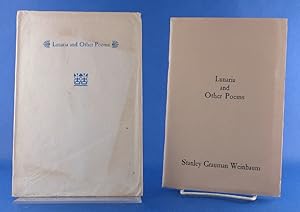 Lunaria and Other Poems
Lunaria
and
Other Poems
Stanley Grauman Weinbaum